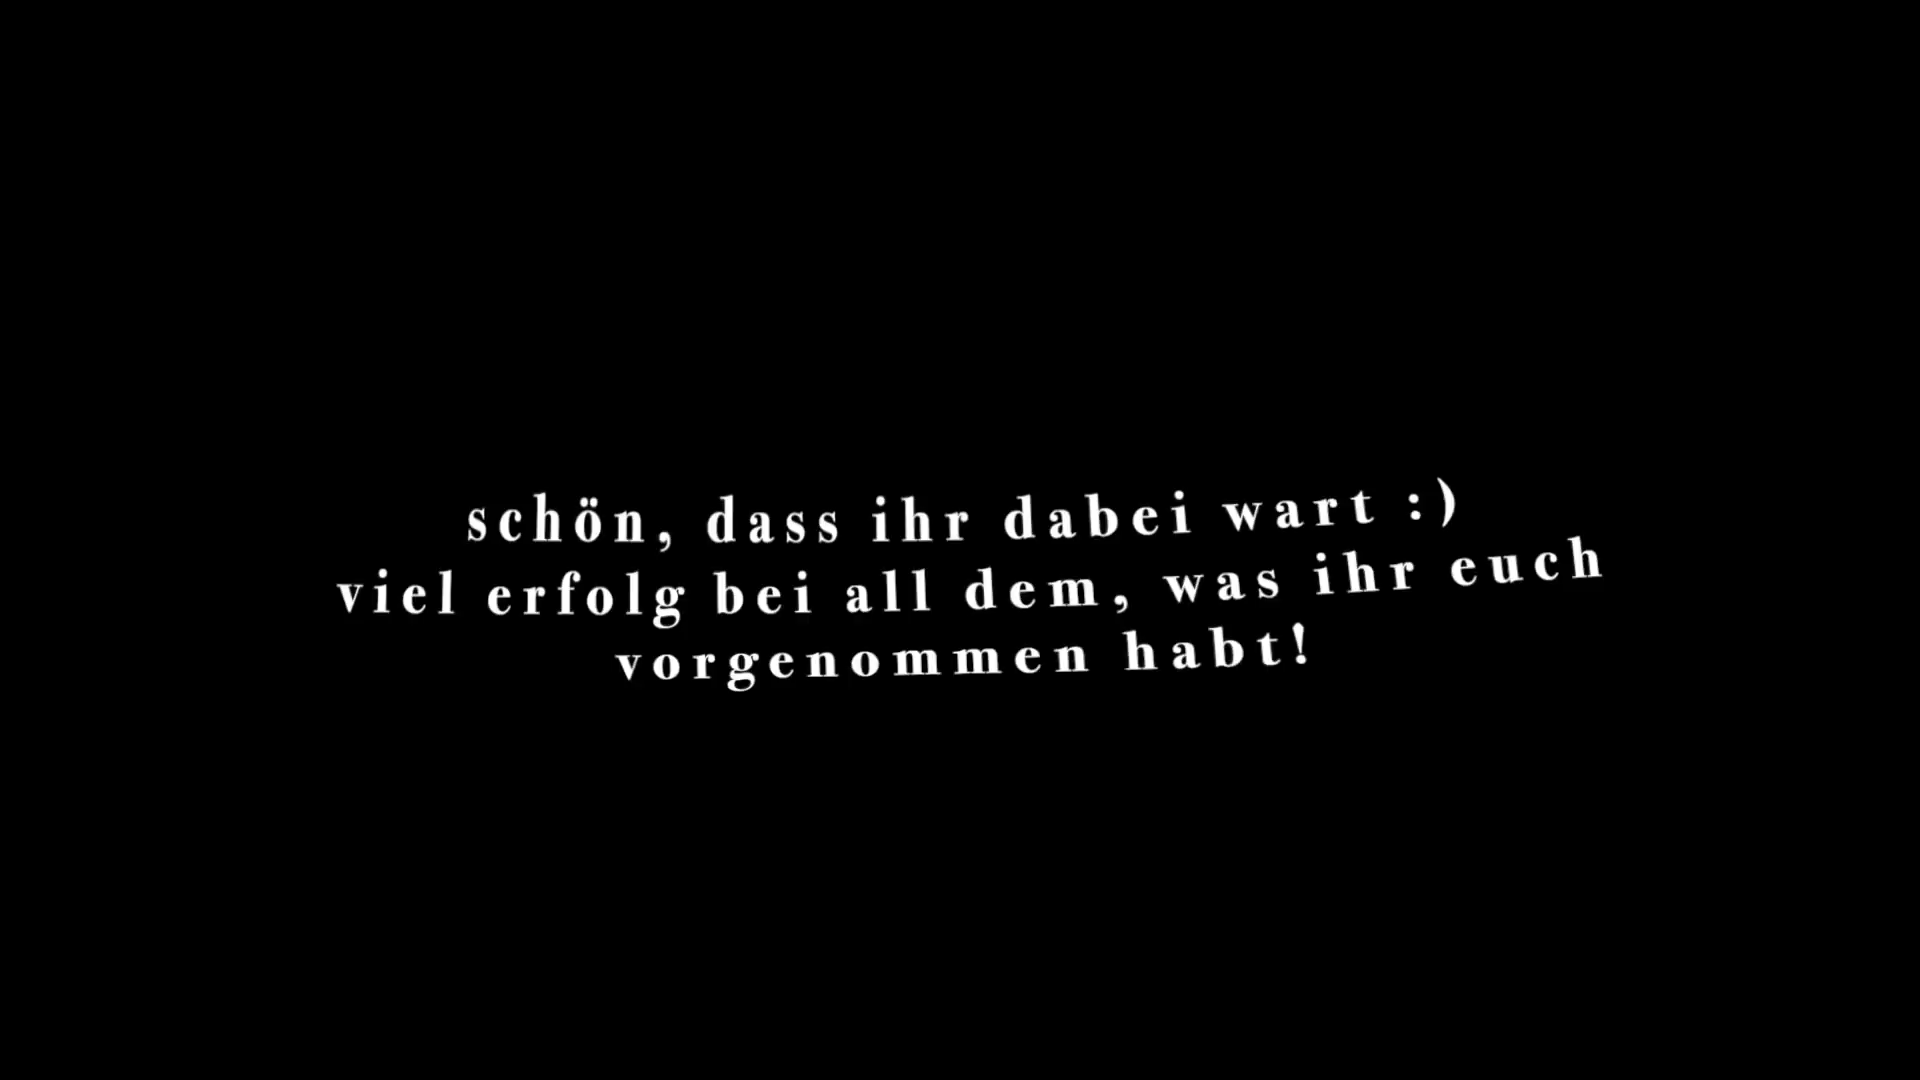 schön, dass ihr dabei wart :)
viel erfolg bei all dem, was ihr euch
vorgenommen habt!